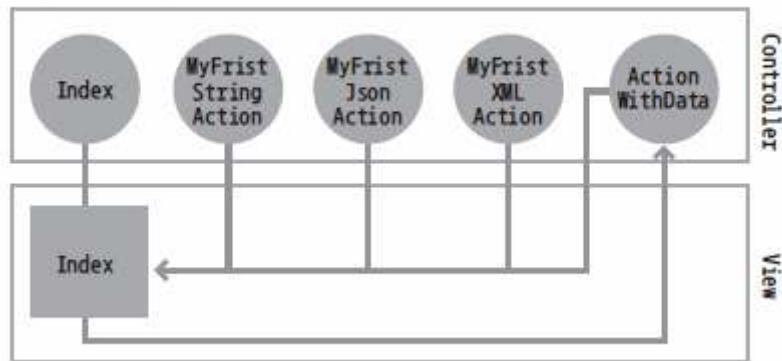 Index
MyFrist
String
Action
MyFrist
Json
Action
MyFrist
XML
Action
Action
WithData
Controller
Index
View